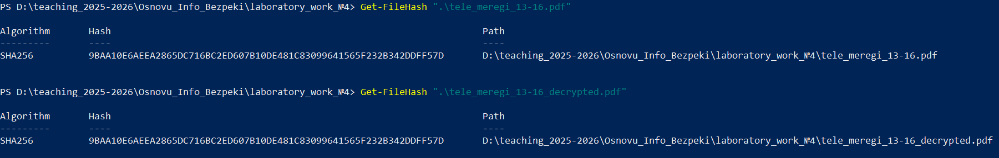 PS D:\teaching_2025-2026\Osnovu_Info_Bezpeki\laboratory_work_№4> Get-FileHash ".\tele_meregi_13-16.pdf"
Algorithm       Hash                                                                   Path
---------       ----                                                                   ----
SHA256          9BAA10E6AEEA2865DC716BC2ED607B10DE481C83099641565F232B342DDFF57D       D:\teaching_2025-2026\Osnovu_Info_Bezpeki\laboratory_work_№4\tele_meregi_13-16.pdf
PS D:\teaching_2025-2026\Osnovu_Info_Bezpeki\laboratory_work_№4> Get-FileHash ".\tele_meregi_13-16_decrypted.pdf"
Algorithm       Hash                                                                   Path
---------       ----                                                                   ----
SHA256          9BAA10E6AEEA2865DC716BC2ED607B10DE481C83099641565F232B342DDFF57D       D:\teaching_2025-2026\Osnovu_Info_Bezpeki\laboratory_work_№4\tele_meregi_13-16_decrypted.pdf